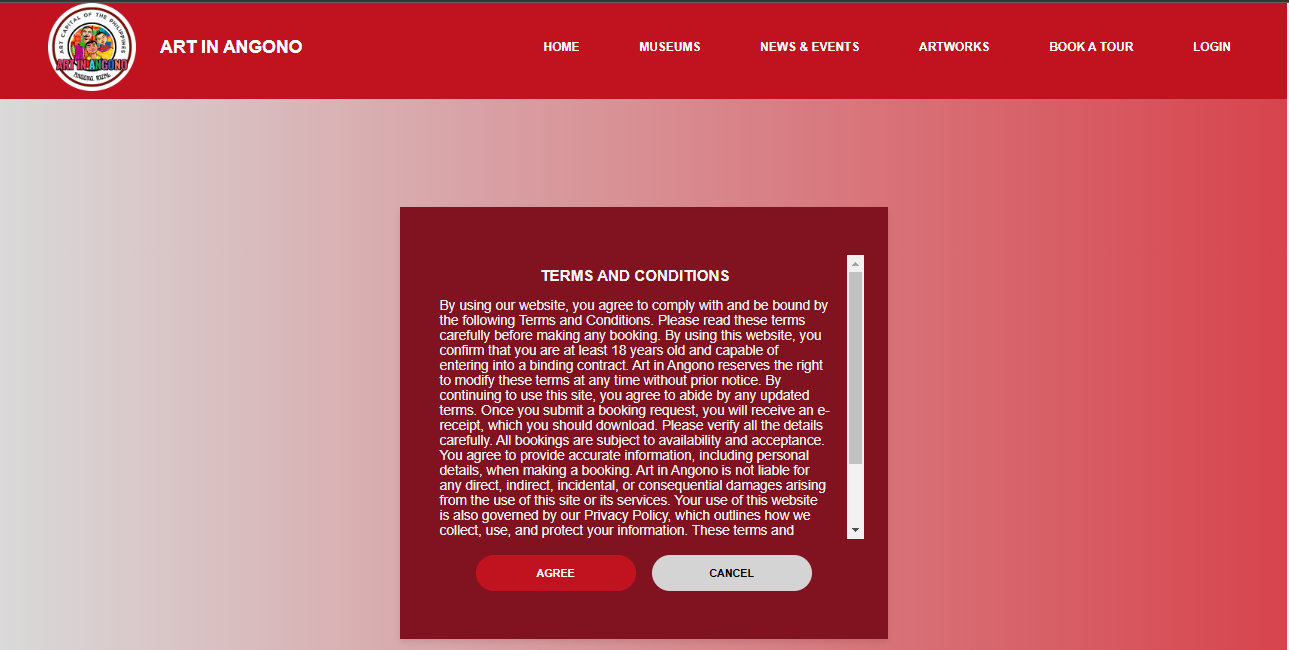 ART CAPITAL OF THE PHILIPPINES
ART IN ANGONO
ANGONO, RIZAL
ART IN ANGONO
HOME
MUSEUMS
NEWS & EVENTS
ARTWORKS
BOOK A TOUR
LOGIN
TERMS AND CONDITIONS
By using our website, you agree to comply with and be bound by
the following Terms and Conditions. Please read these terms
carefully before making any booking. By using this website, you
confirm that you are at least 18 years old and capable of
entering into a binding contract. Art in Angono reserves the right
to modify these terms at any time without prior notice. By
continuing to use this site, you agree to abide by any updated
terms. Once you submit a booking request, you will receive an e-
receipt, which you should download. Please verify all the details
carefully. All bookings are subject to availability and acceptance.
You agree to provide accurate information, including personal
details, when making a booking. Art in Angono is not liable for
any direct, indirect, incidental, or consequential damages arising
from the use of this site or its services. Your use of this website
is also governed by our Privacy Policy, which outlines how we
collect, use, and protect your information. These terms and
AGREE
CANCEL